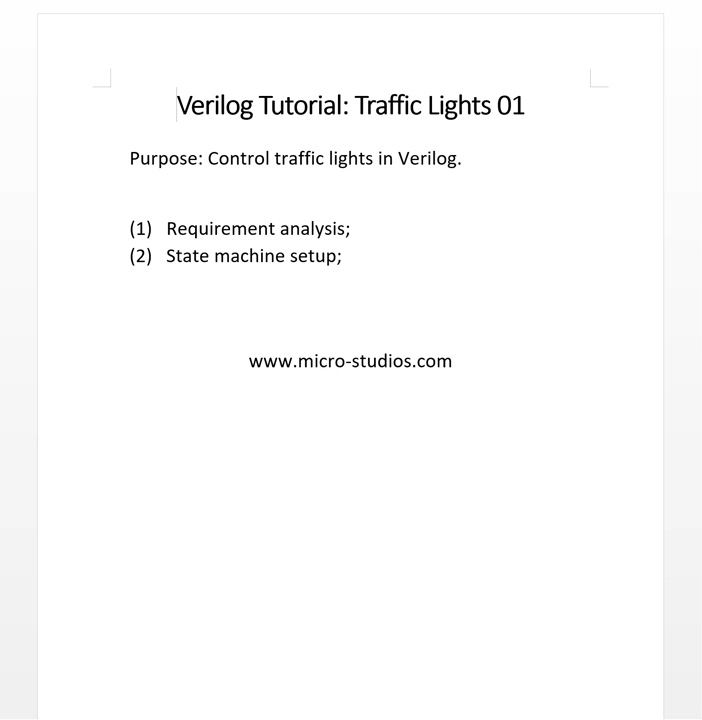 Verilog Tutorial: Traffic Lights 01
Purpose: Control traffic lights in Verilog.
(1) Requirement analysis;
(2) State machine setup;
www.micro-studios.com